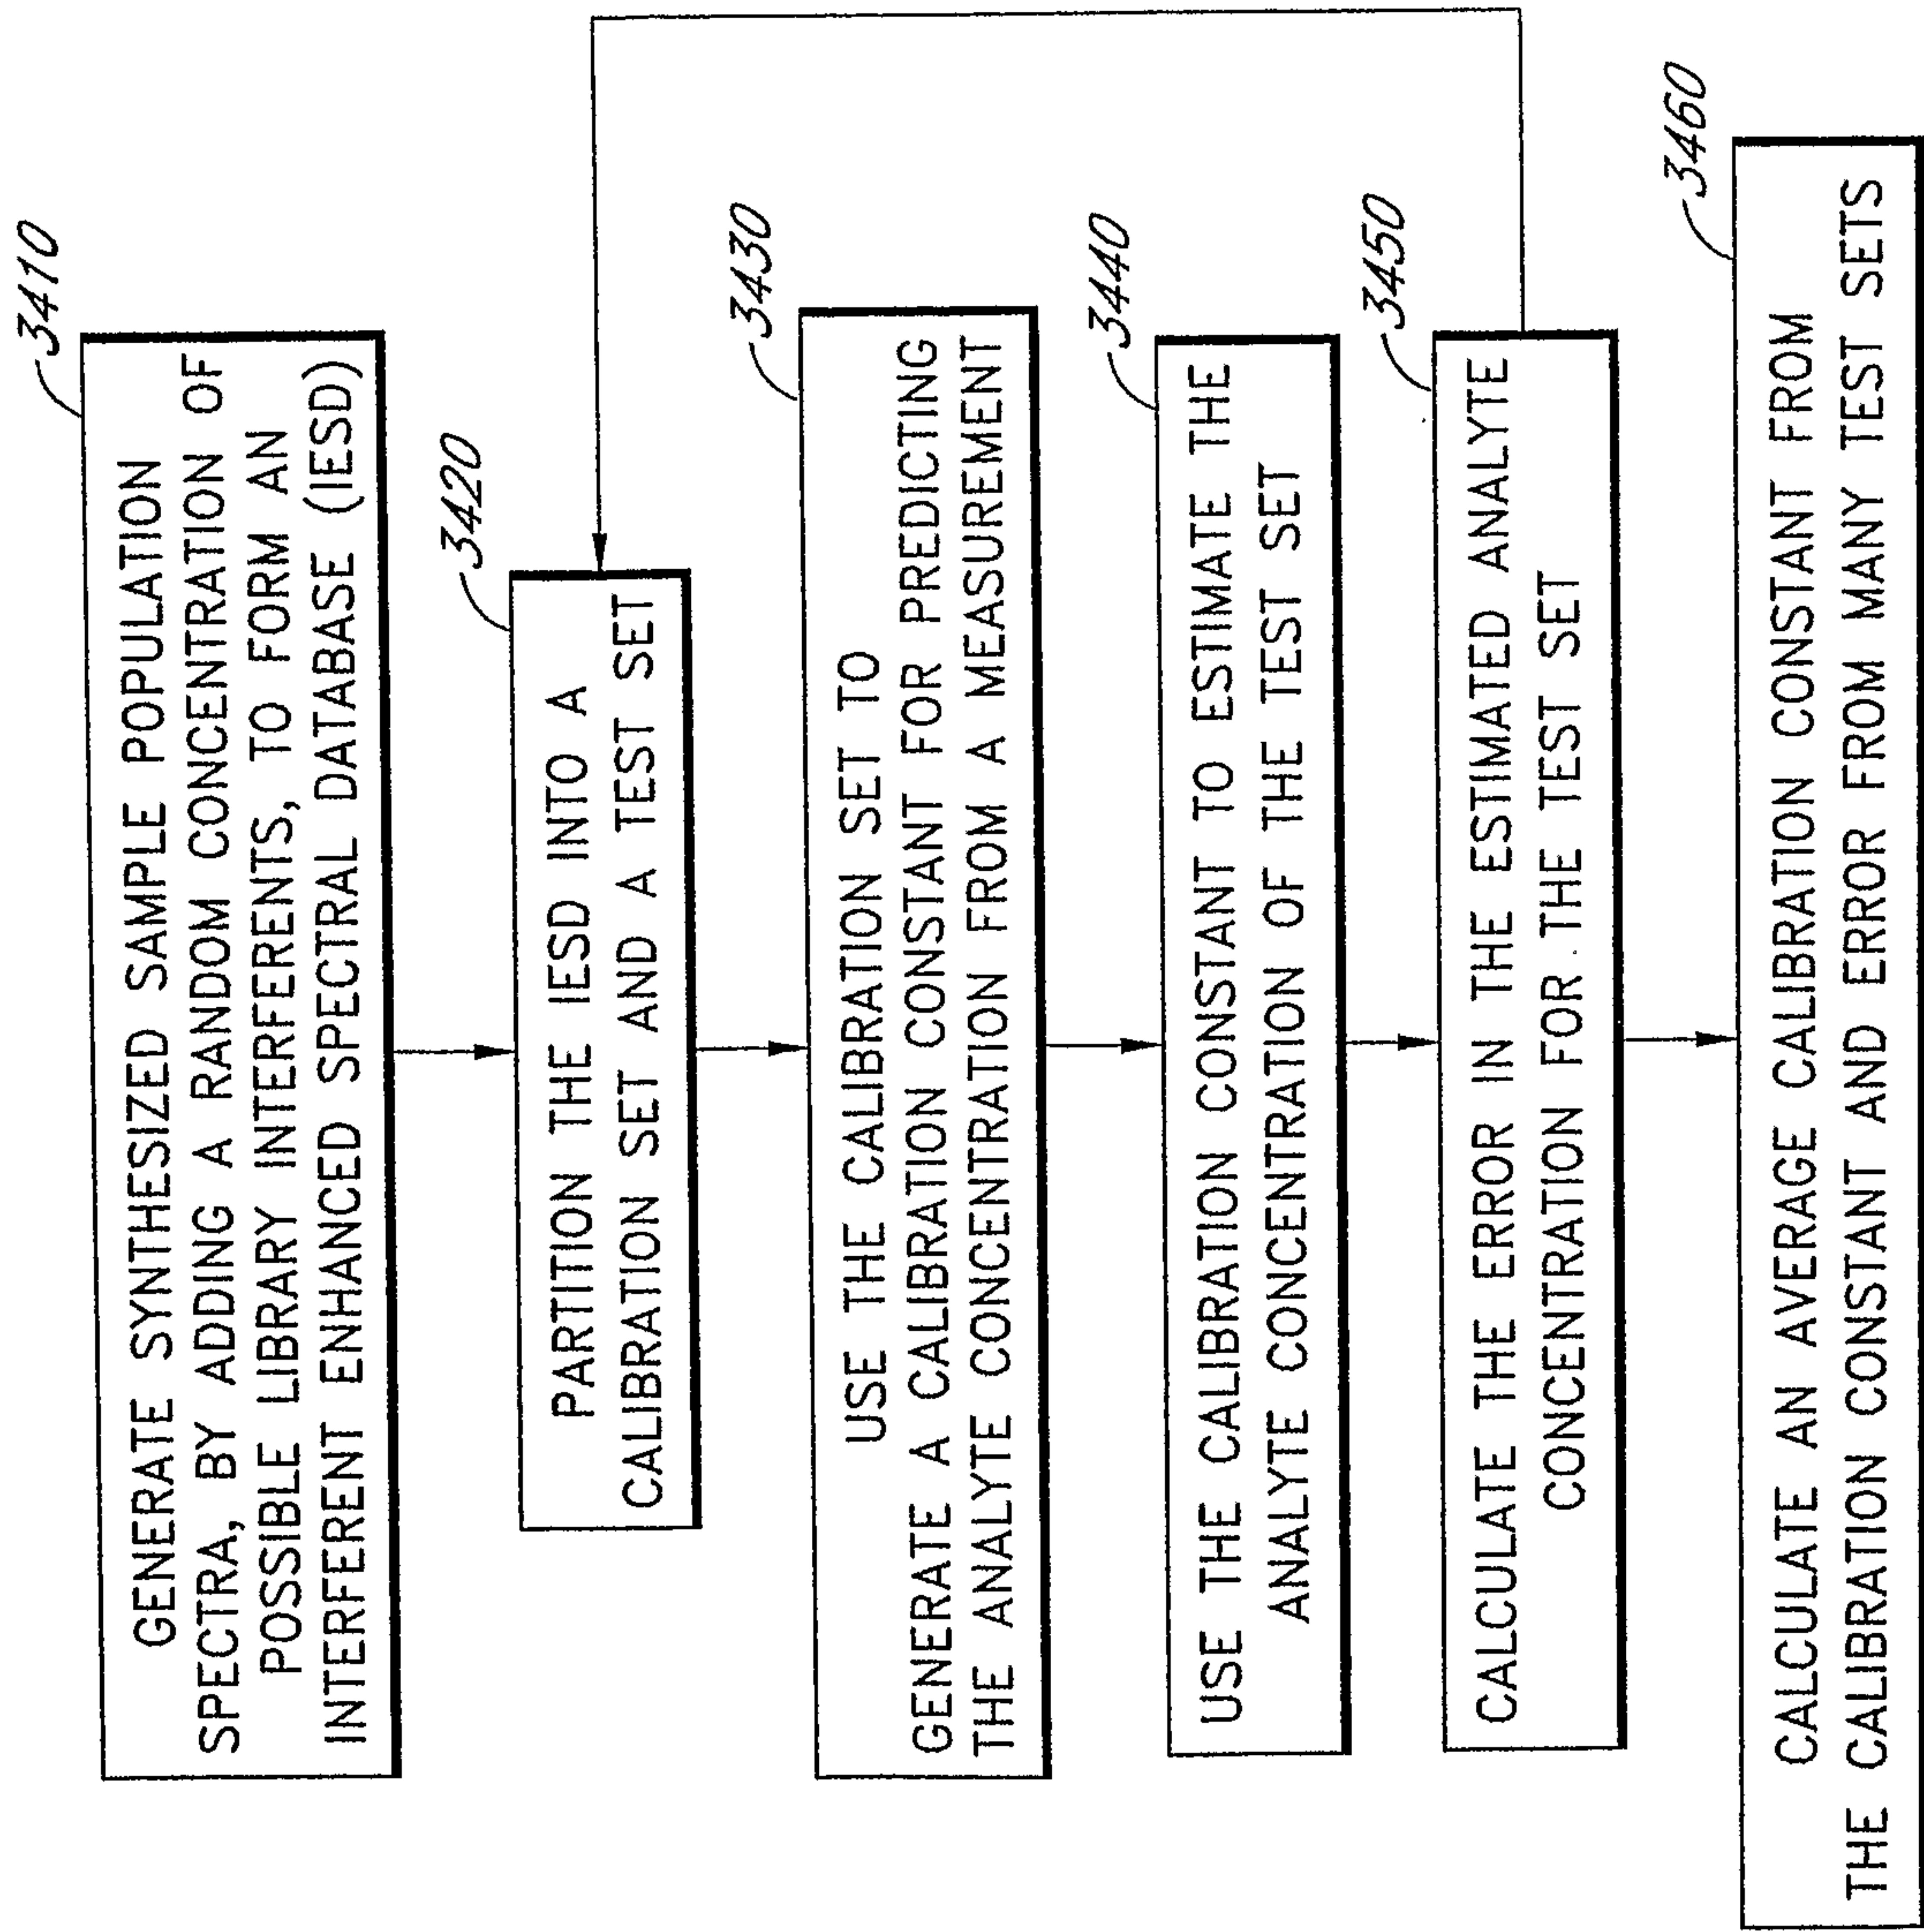 3410
GENERATE SYNTHESIZED SAMPLE POPULATION
SPECTRA, BY ADDING A RANDOM CONCENTRATION OF
POSSIBLE LIBRARY INTERFERENTS, TO FORM AN
INTERFERENT ENHANCED SPECTRAL DATABASE (IESD)
3420
PARTITION THE IESD INTO A
CALIBRATION SET AND A TEST SET
3430
USE THE CALIBRATION SET TO
GENERATE A CALIBRATION CONSTANT FOR PREDICTING
THE ANALYTE CONCENTRATION FROM A MEASUREMENT
3440
USE THE CALIBRATION CONSTANT TO ESTIMATE THE
ANALYTE CONCENTRATION OF THE TEST SET
3450
CALCULATE THE ERROR IN THE ESTIMATED ANALYTE
CONCENTRATION FOR THE TEST SET
3460
CALCULATE AN AVERAGE CALIBRATION CONSTANT FROM
THE CALIBRATION CONSTANT AND ERROR FROM MANY TEST SETS